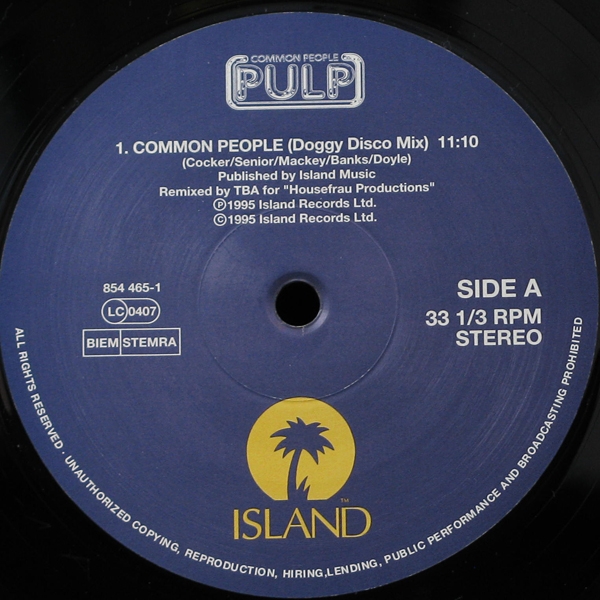 COMMON PEOPLE
PULP
1. COMMON PEOPLE (Doggy Disco Mix) 11:10
(Cocker/Senior/Mackey/Banks/Doyle)
Published by Island Music
Remixed by TBA for "Housefrau Productions"
Ⓟ1995 Island Records Ltd.
©1995 Island Records Ltd.
854 465-1
LC 0407
BIEM STEMRA
SIDE A
33 1/3 RPM
STEREO
ISLAND™
ALL RIGHTS RESERVED · UNAUTHORIZED COPYING, REPRODUCTION, HIRING, LENDING, PUBLIC PERFORMANCE AND BROADCASTING PROHIBITED